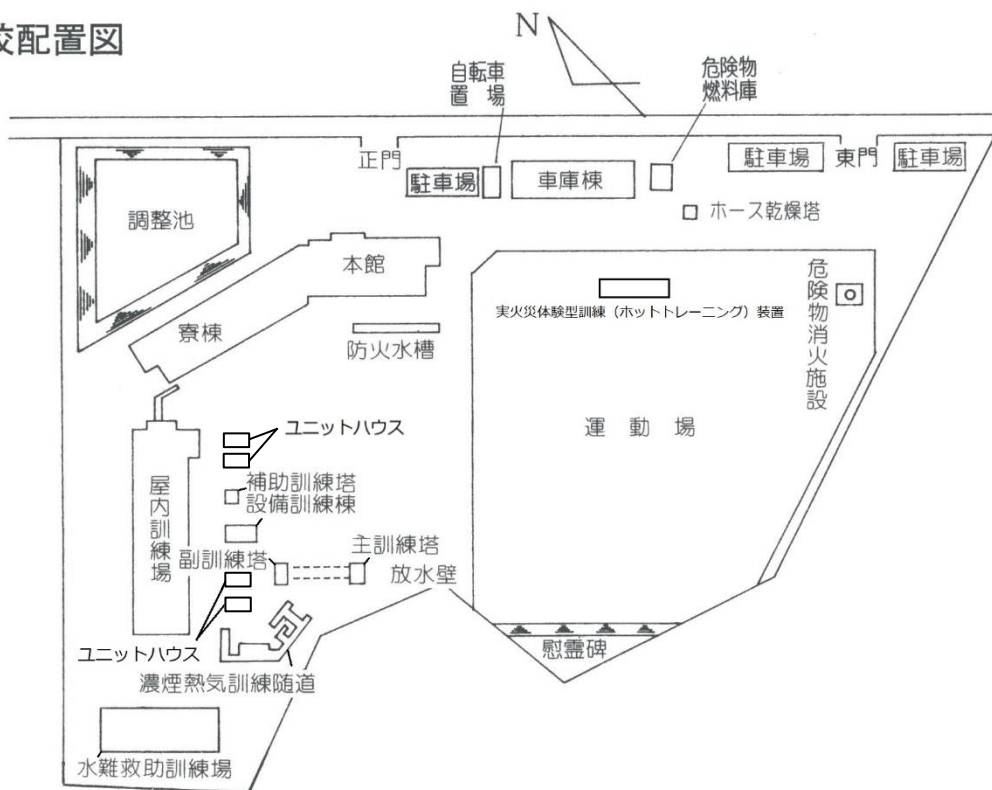 校配置図
N
自転車
置場
危険物
燃料庫
正門
駐車場
車庫棟
駐車場
東門
駐車場
ホース乾燥塔
調整池
本館
寮棟
防火水槽
実火災体験型訓練(ホットトレーニング)装置
危険物消火施設
運動場
ユニットハウス
補助訓練塔
設備訓練棟
屋内訓練場
副訓練塔
主訓練塔
放水壁
ユニットハウス
濃煙熱気訓練随道
慰霊碑
水難救助訓練場